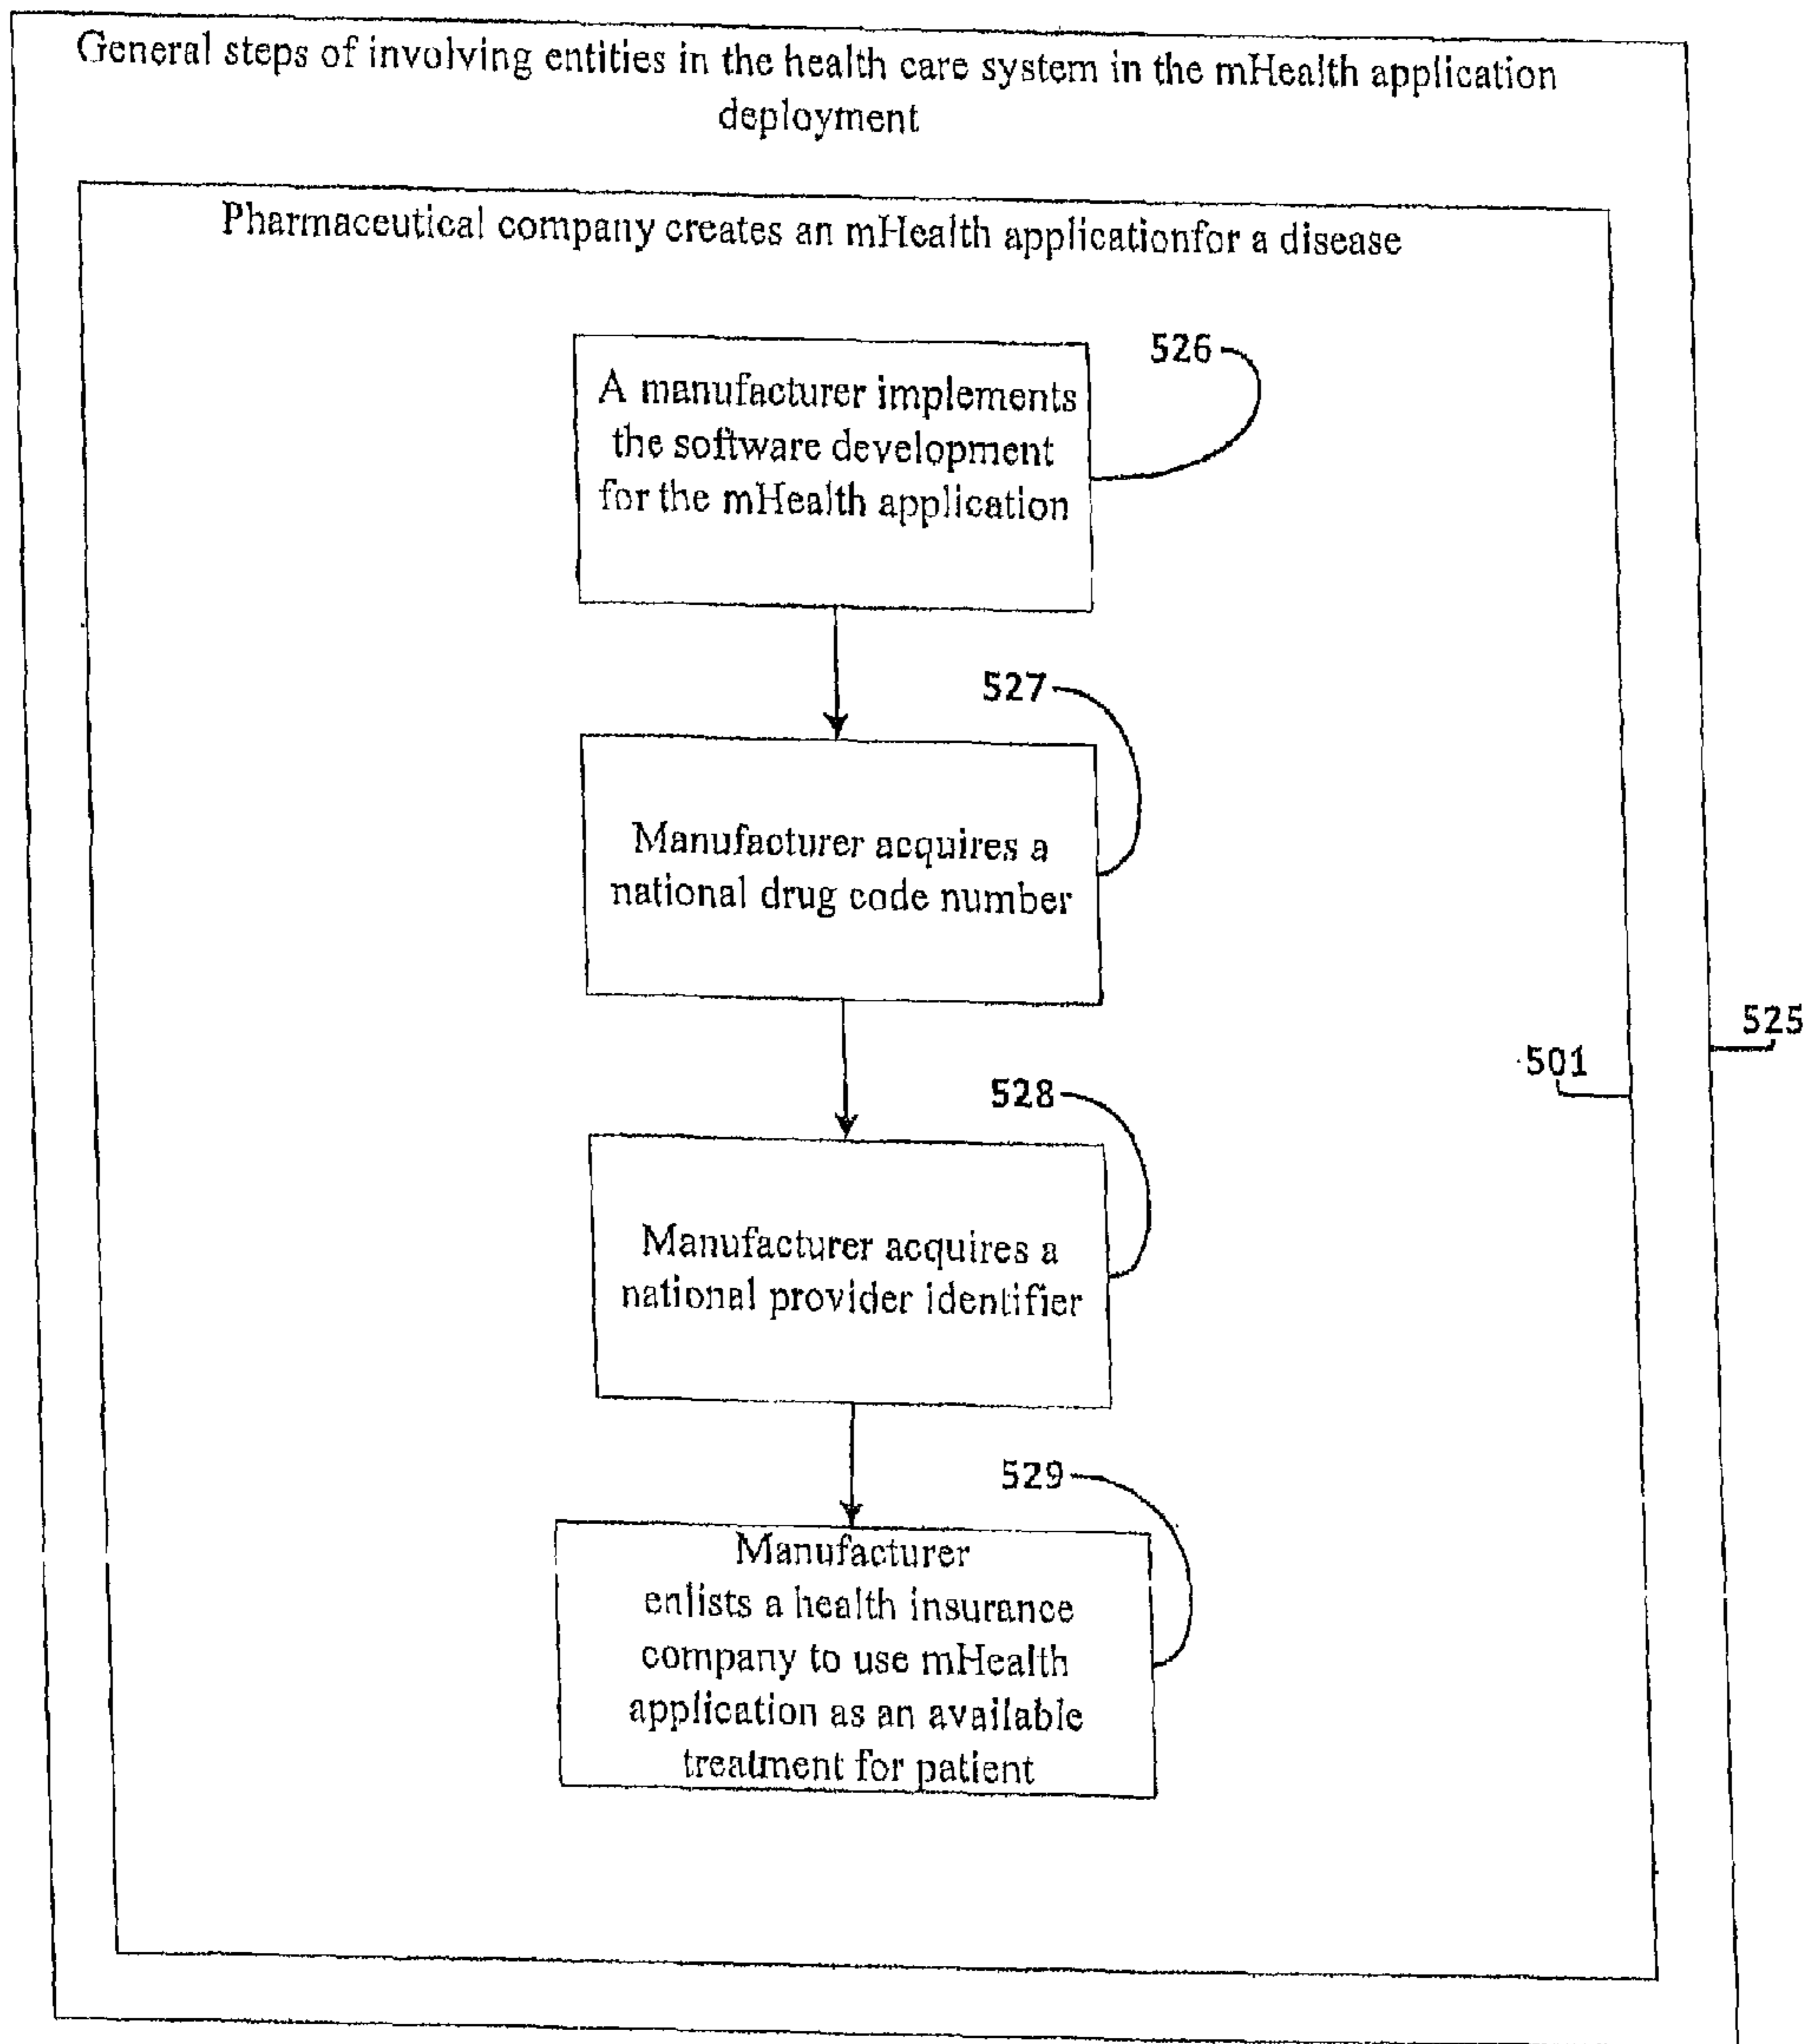 General steps of involving entities in the health care system in the mHealth application
deployment
Pharmaceutical company creates an mHealth applicationfor a disease
526
A manufacturer implements
the software development
for the mHealth application
527
Manufacturer acquires a
national drug code number
525
501
528
Manufacturer acquires a
national provider identifier
529
Manufacturer
enlists a health insurance
company to use mHealth
application as an available
treatment for patient